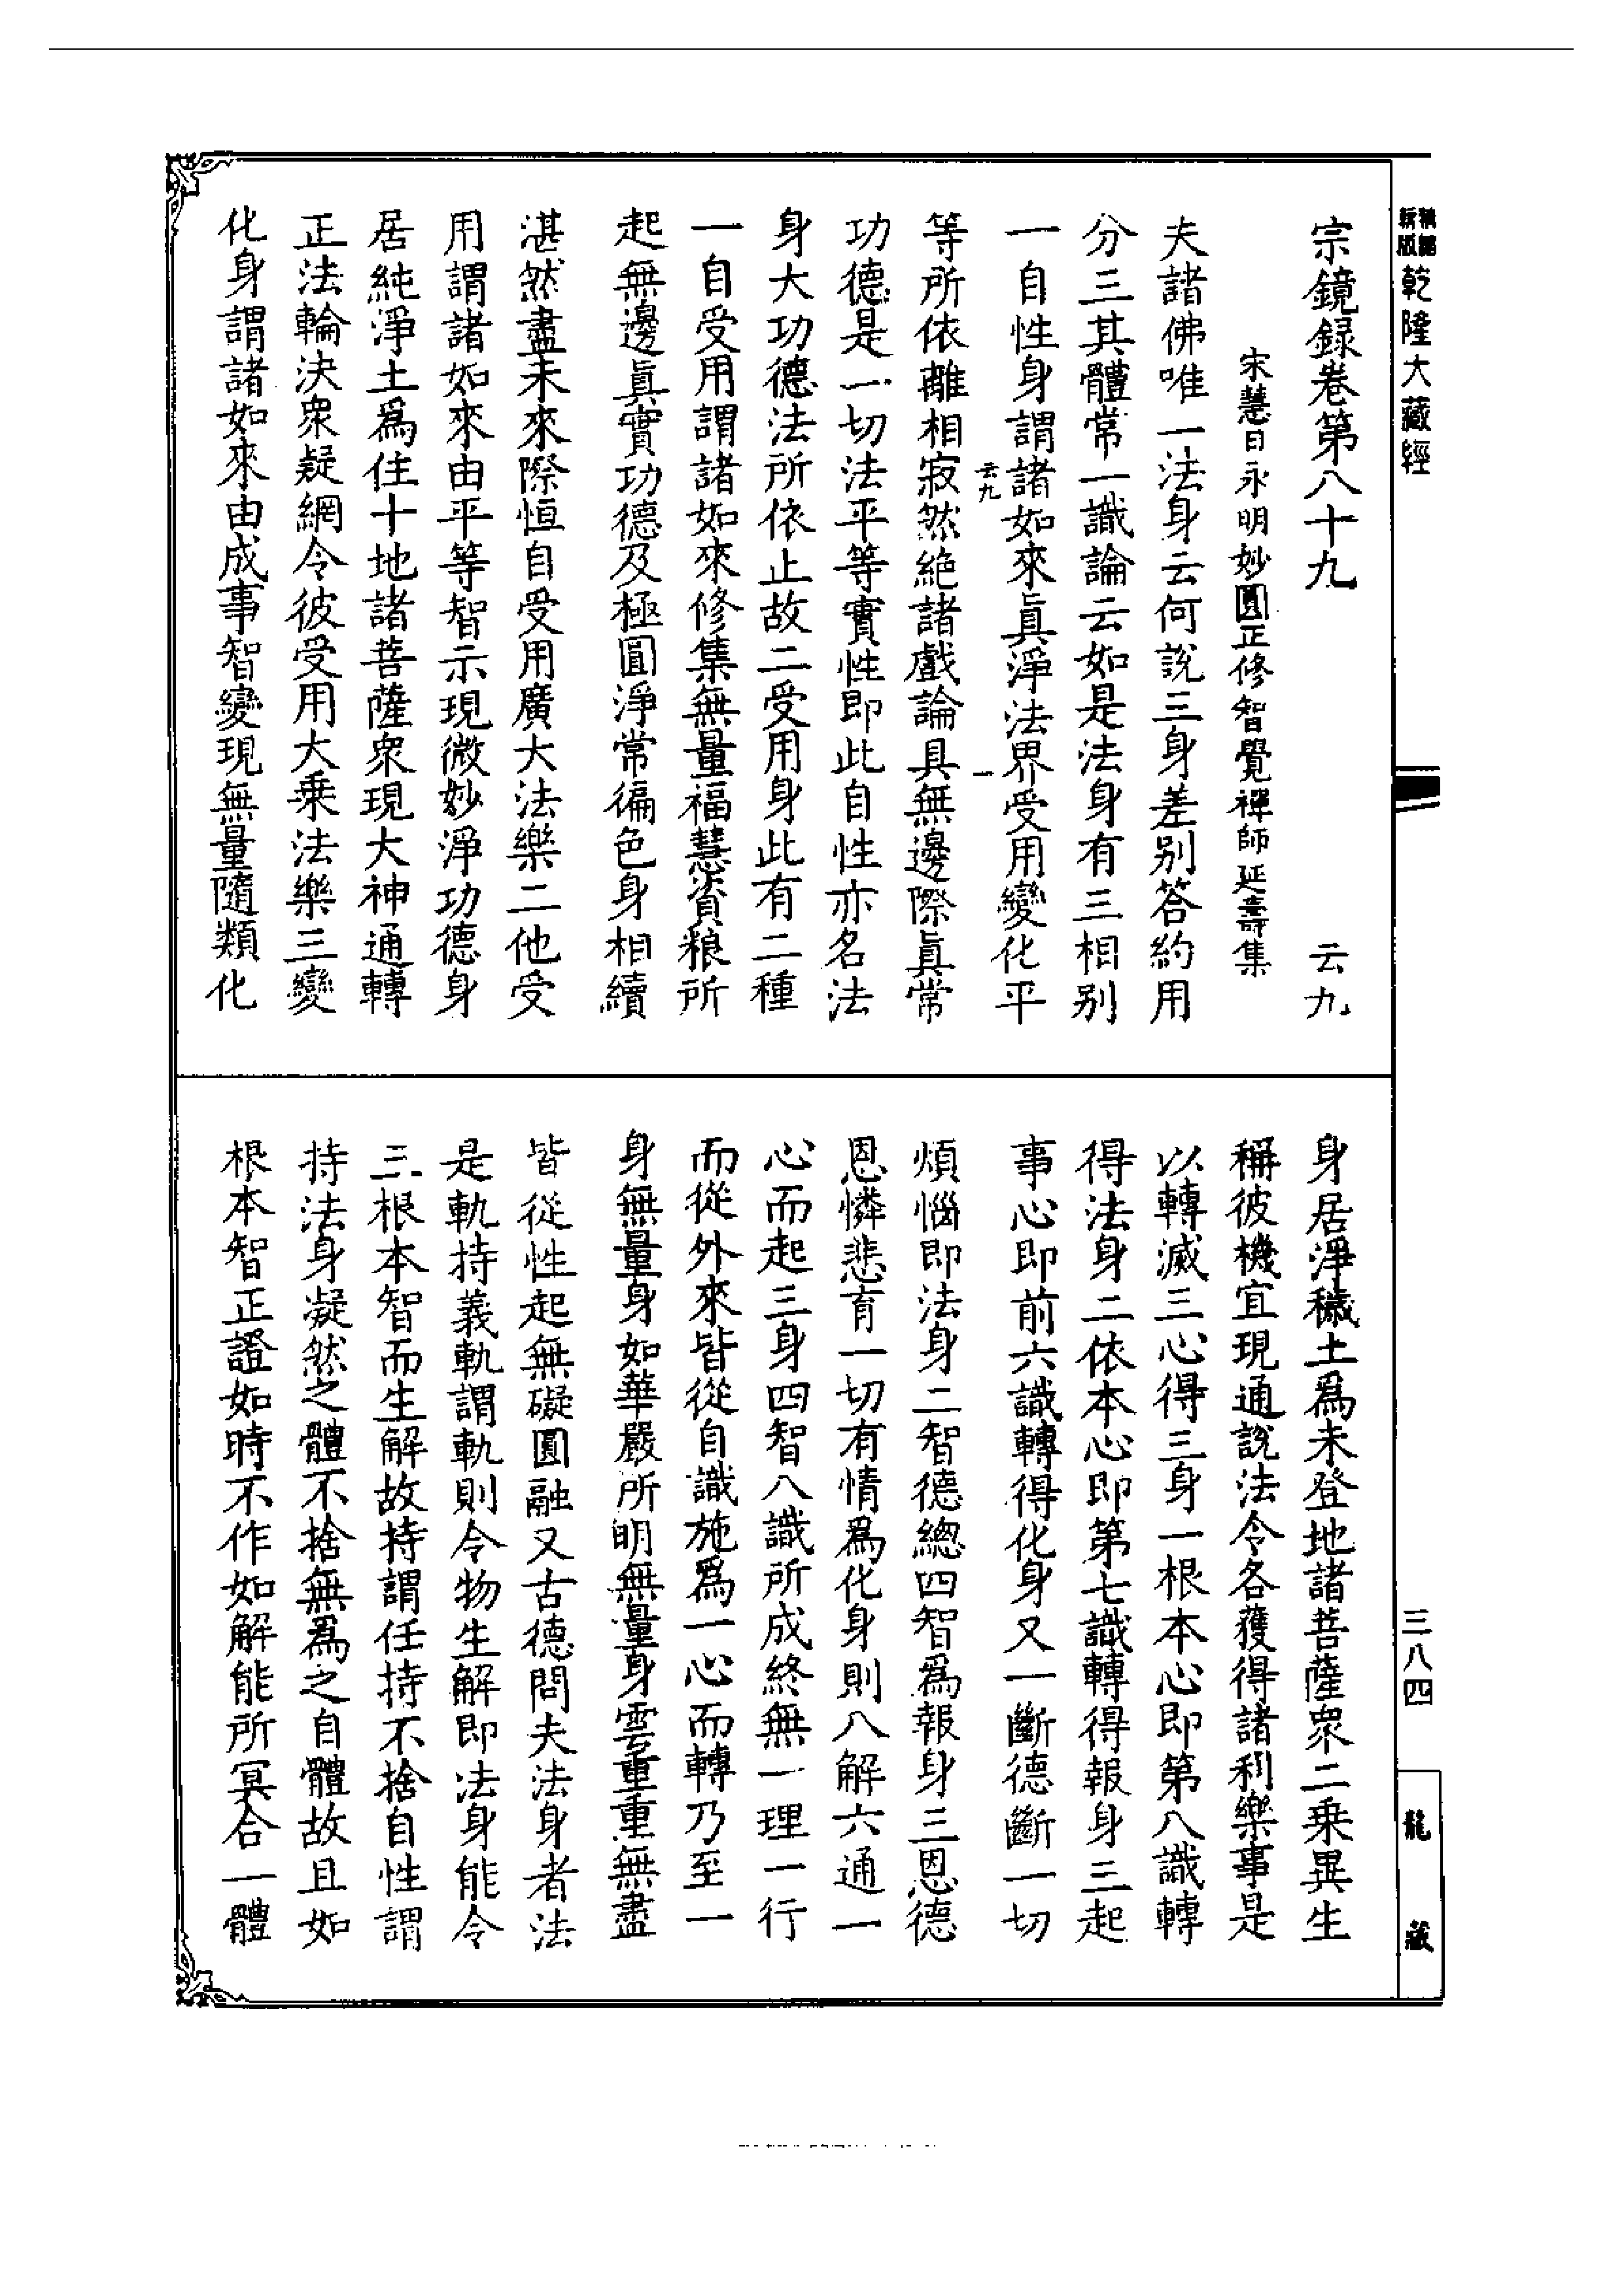 新編
縮版
乾隆大藏經
三八四
龍藏
宗鏡録卷第八十九 云九
宋慧日永明妙圓正修智覺禪師延壽集
夫諸佛唯一法身云何說三身差別答約用
分三其體常一識論云如是法身有三相別
一自性身謂諸如來眞淨法界受用變化平
云九 一
等所依離相寂然絶諸戲論具無邊際眞常
功德是一切法平等實性即此自性亦名法
身大功德法所依止故二受用身此有二種
一自受用謂諸如來修集無量福慧資粮所
起無邊眞實功德及極圓淨常徧色身相續
湛然盡未來際恒自受用廣大法樂二他受
用謂諸如來由平等智示現微妙淨功德身
居純淨土爲住十地諸菩薩衆現大神通轉
正法輪決衆疑網令彼受用大乗法樂三變
化身謂諸如來由成事智變現無量隨類化
身居淨穢土爲未登地諸菩薩衆二乗異生
稱彼機宜現通說法令各獲得諸利樂事是
以轉滅三心得三身一根本心即第八識轉
得法身二依本心即第七識轉得報身三起
事心即前六識轉得化身又一斷德斷一切
煩惱即法身二智德總四智爲報身三恩德
恩憐悲育一切有情爲化身則八解六通一
心而起三身四智八識所成終無一理一行
而從外來皆從自識施爲一心而轉乃至一
身無量身如華嚴所明無量身雲重重無盡
皆從性起無礙圓融又古德問夫法身者法
是軌持義軌謂軌則令物生解即法身能令
三根本智而生解故持謂任持不捨自性謂
持法身凝然之體不捨無爲之自體故且如
根本智正證如時不作如解能所冥合一體